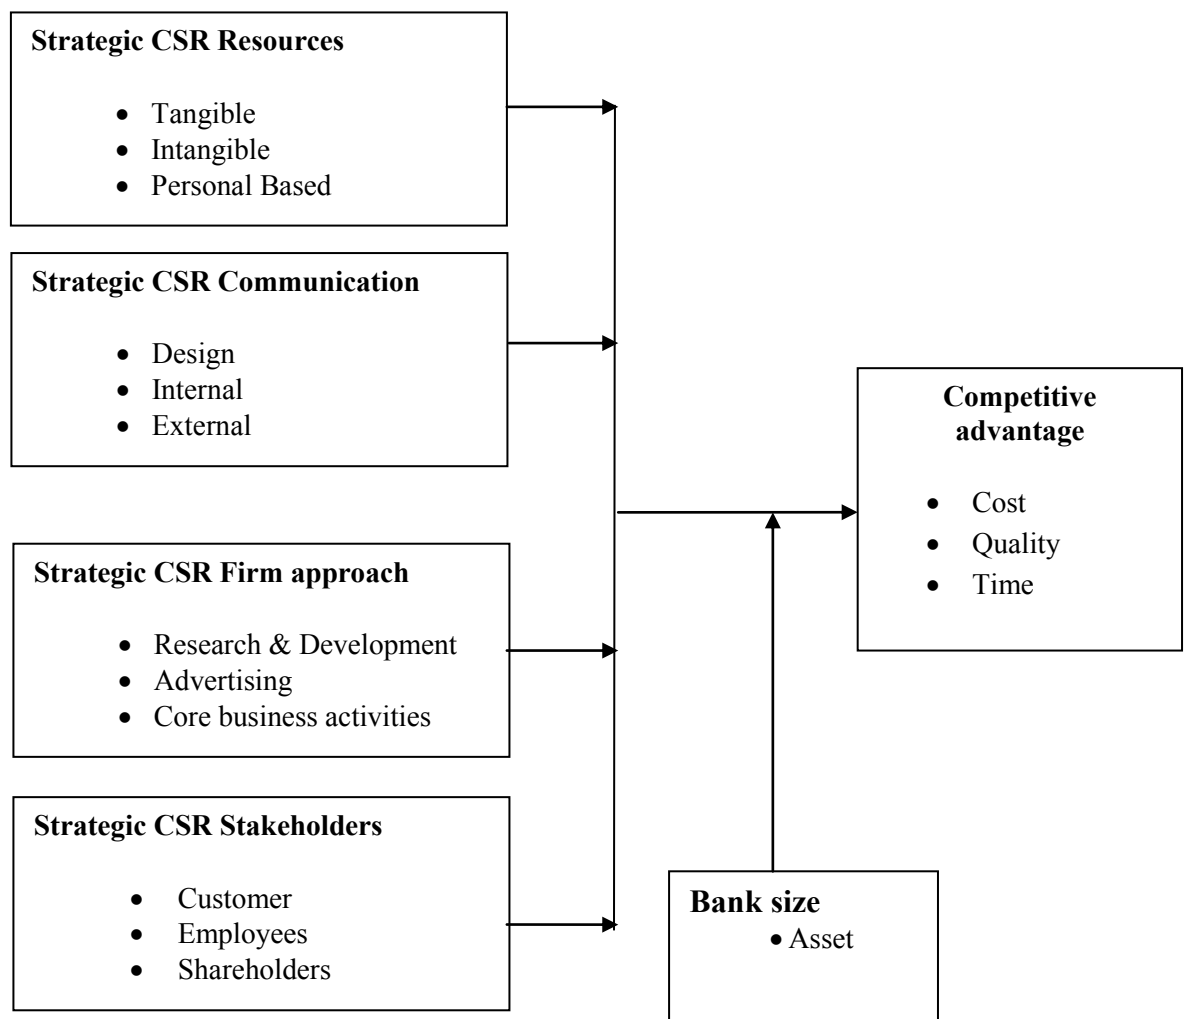 Strategic CSR Resources
• Tangible
• Intangible
• Personal Based
Strategic CSR Communication
• Design
• Internal
• External
Strategic CSR Firm approach
• Research & Development
• Advertising
• Core business activities
Strategic CSR Stakeholders
• Customer
• Employees
• Shareholders
Competitive
advantage
• Cost
• Quality
• Time
Bank size
• Asset